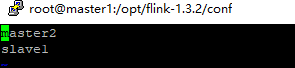 root@master1:/opt/flink-1.3.2/conf
master2
slave1
~